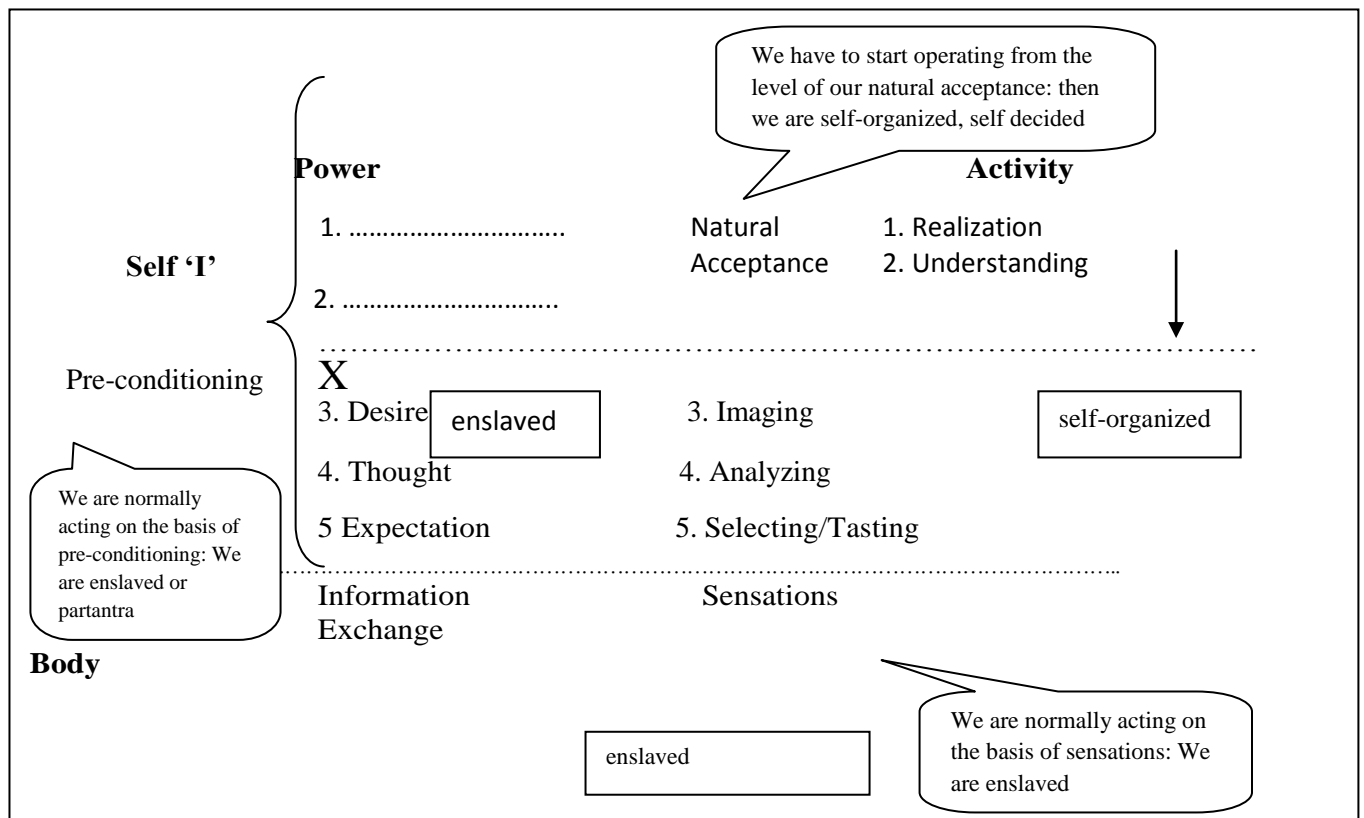 We have to start operating from the
level of our natural acceptance: then
we are self-organized, self decided
Power
Activity
1. …………………………..
Natural
Acceptance
1. Realization
2. Understanding
Self ‘I’
2. …………………………..
Pre-conditioning
X
3. Desire
enslaved
3. Imaging
self-organized
4. Thought
4. Analyzing
5 Expectation
5. Selecting/Tasting
We are normally
acting on the basis of
pre-conditioning: We
are enslaved or
partantra
Information
Exchange
Sensations
Body
We are normally acting on
the basis of sensations: We
are enslaved
enslaved